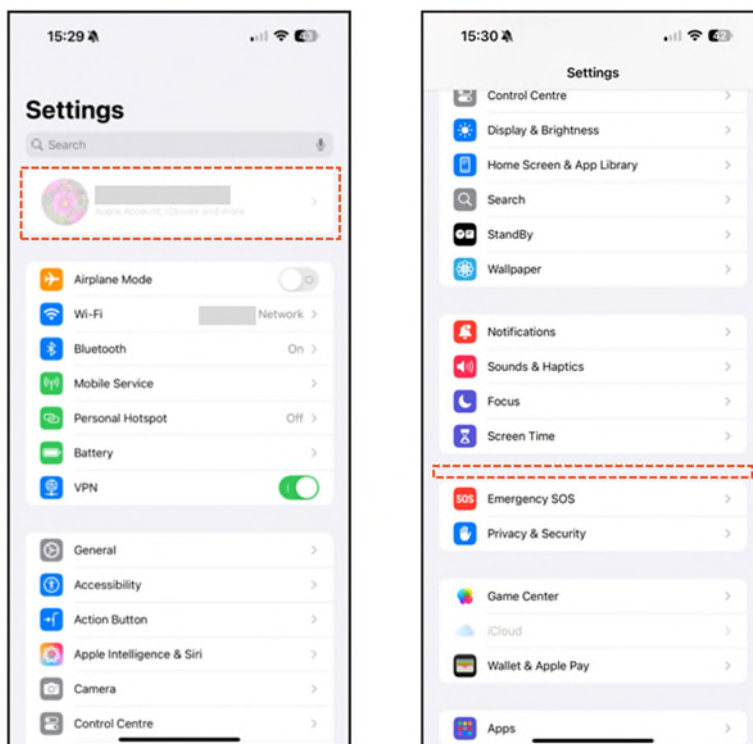 15:29
43
Settings
Search
Apple Account, iCloud+ and more
Airplane Mode
Wi-Fi Network
Bluetooth On
Mobile Service
Personal Hotspot Off
Battery
VPN
General
Accessibility
Action Button
Apple Intelligence & Siri
Camera
Control Centre
15:30
42
Settings
Control Centre
Display & Brightness
Home Screen & App Library
Search
StandBy
Wallpaper
Notifications
Sounds & Haptics
Focus
Screen Time
SOS Emergency SOS
Privacy & Security
Game Center
iCloud
Wallet & Apple Pay
Apps